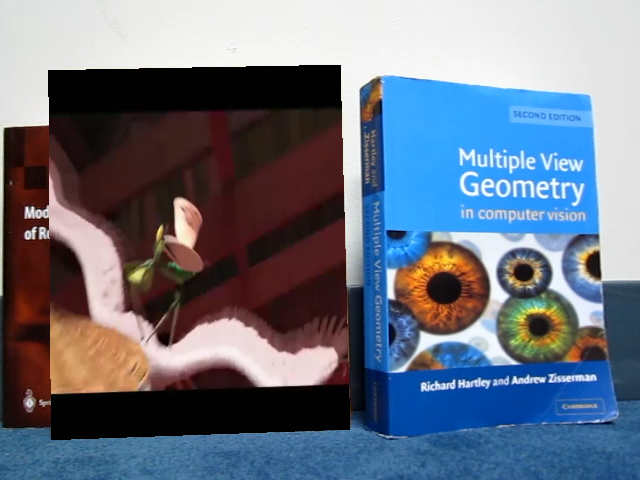 Mod
of Re
Hartley and
Zisserman
Multiple View Geometry
SECOND EDITION
Multiple View
Geometry
in computer vision
Richard Hartley and Andrew Zisserman
CAMBRIDGE